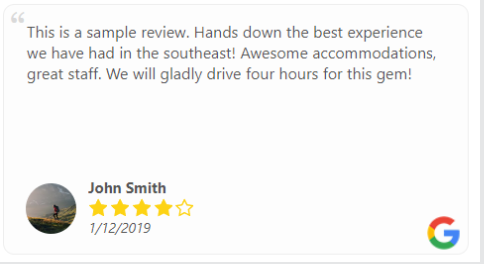 This is a sample review. Hands down the best experience
we have had in the southeast! Awesome accommodations,
great staff. We will gladly drive four hours for this gem!
John Smith
1/12/2019